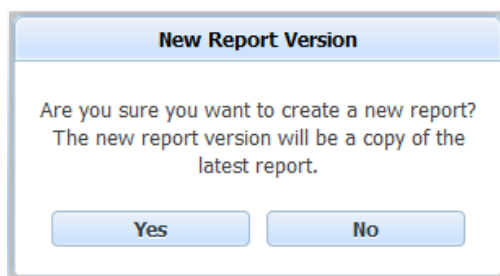 New Report Version
Are you sure you want to create a new report?
The new report version will be a copy of the
latest report.
Yes No